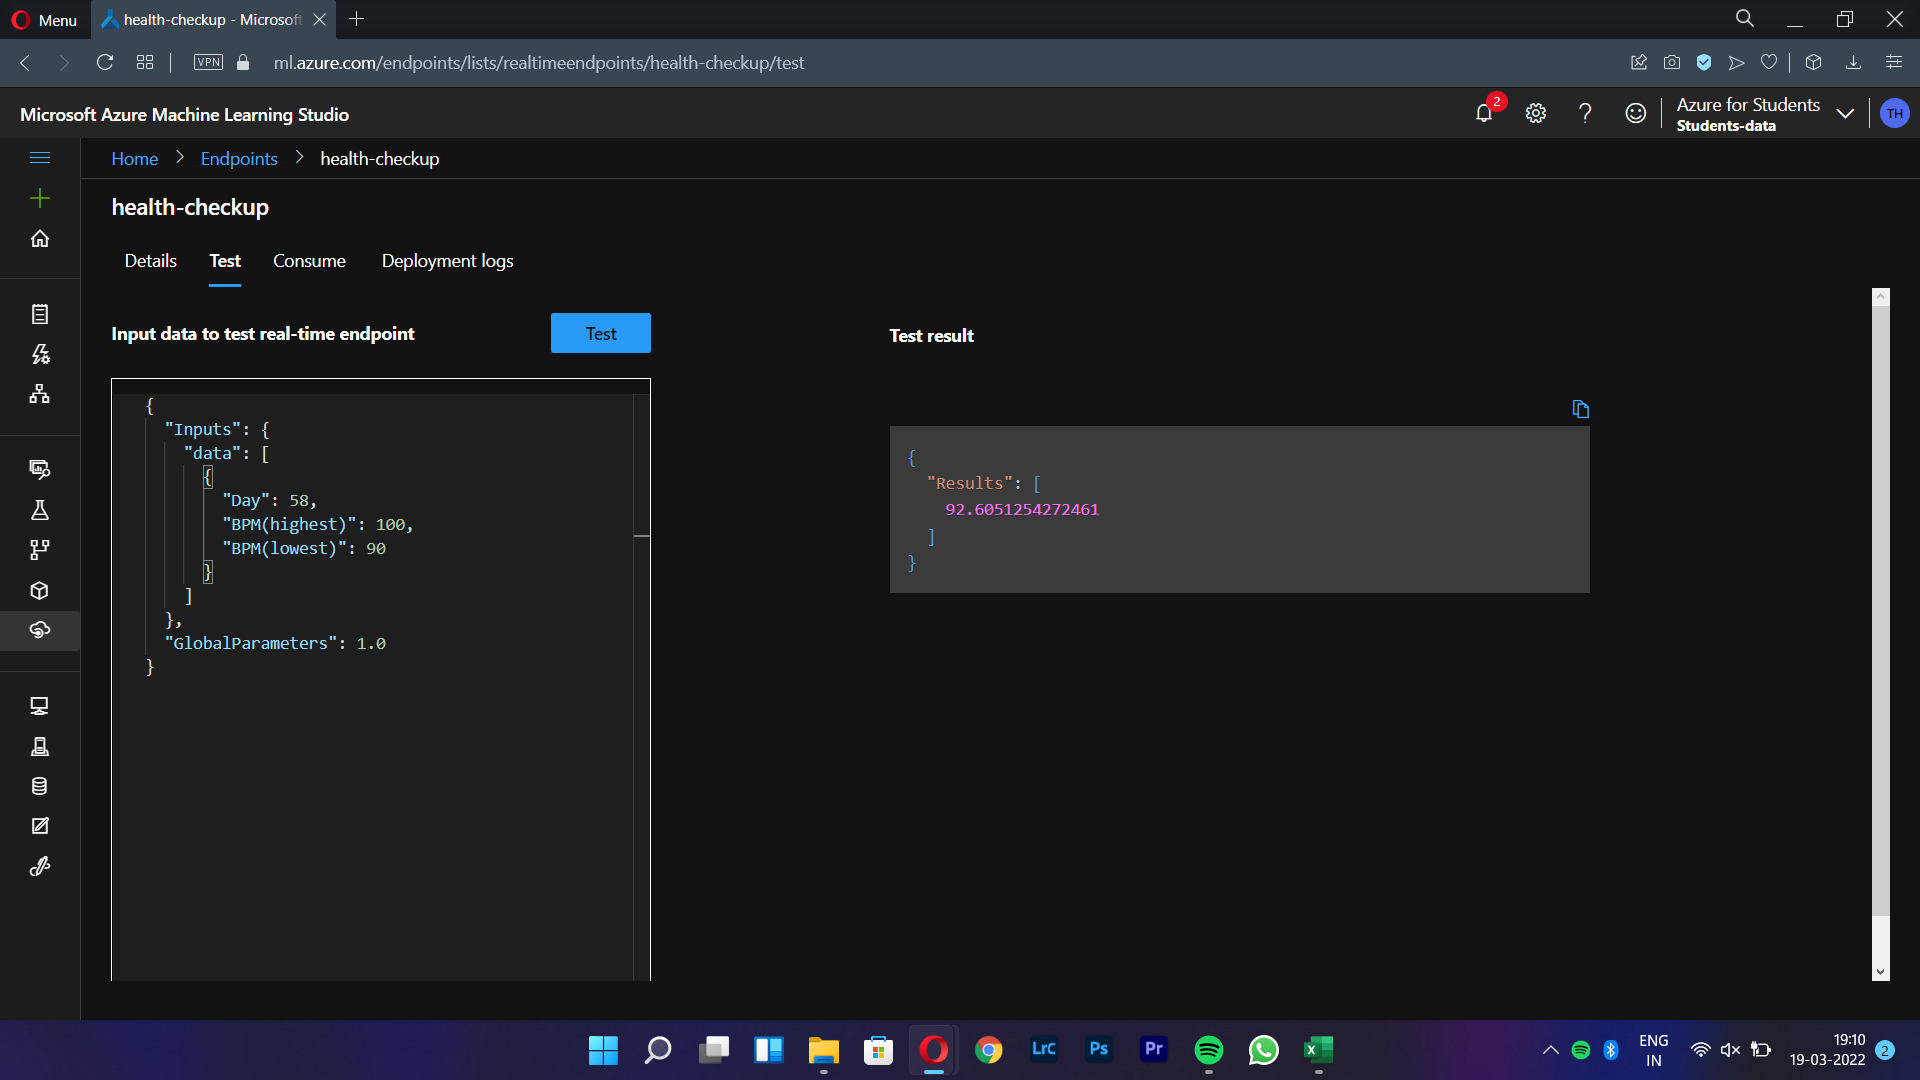 Menu
health-checkup - Microsoft
VPN
ml.azure.com/endpoints/lists/realtimeendpoints/health-checkup/test
Microsoft Azure Machine Learning Studio
2
?
Azure for Students
Students-data
TH
Home > Endpoints > health-checkup
health-checkup
Details Test Consume Deployment logs
Input data to test real-time endpoint
Test
{
"Inputs": {
"data": [
{
"Day": 58,
"BPM(highest)": 100,
"BPM(lowest)": 90
}
]
},
"GlobalParameters": 1.0
}
Test result
{
"Results": [
92.6051254272461
]
}
LrC
Ps
Pr
X
ENG
IN
19:10
19-03-2022
2